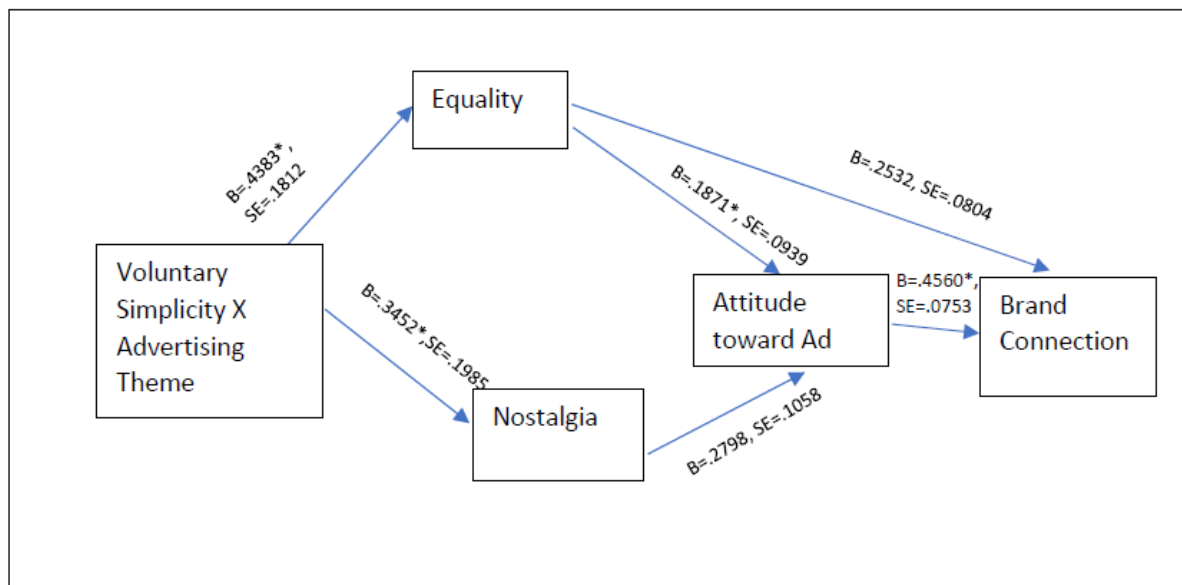 Equality
B=.4383*,
SE=.1812
B=.2532, SE=.0804
B=.1871*, SE=.0939
Voluntary
Simplicity X
Advertising
Theme
B=.3452*,SE=.1985
Attitude
toward Ad
B=.4560*,
SE=.0753
Brand
Connection
Nostalgia
B=.2798, SE=.1058